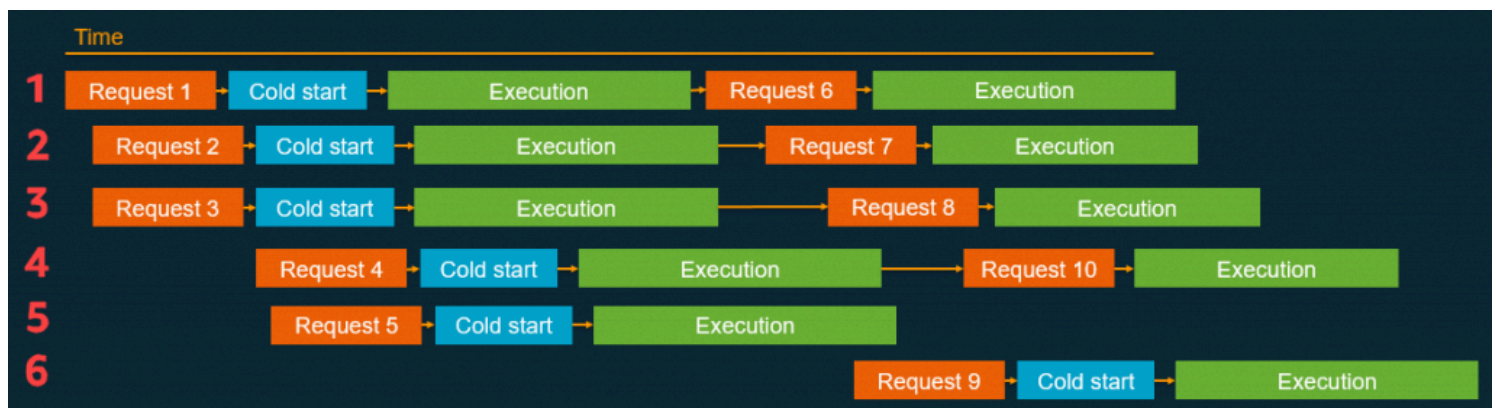 Time
1 Request 1 Cold start Execution Request 6 Execution
2 Request 2 Cold start Execution Request 7 Execution
3 Request 3 Cold start Execution Request 8 Execution
4 Request 4 Cold start Execution Request 10 Execution
5 Request 5 Cold start Execution
6 Request 9 Cold start Execution